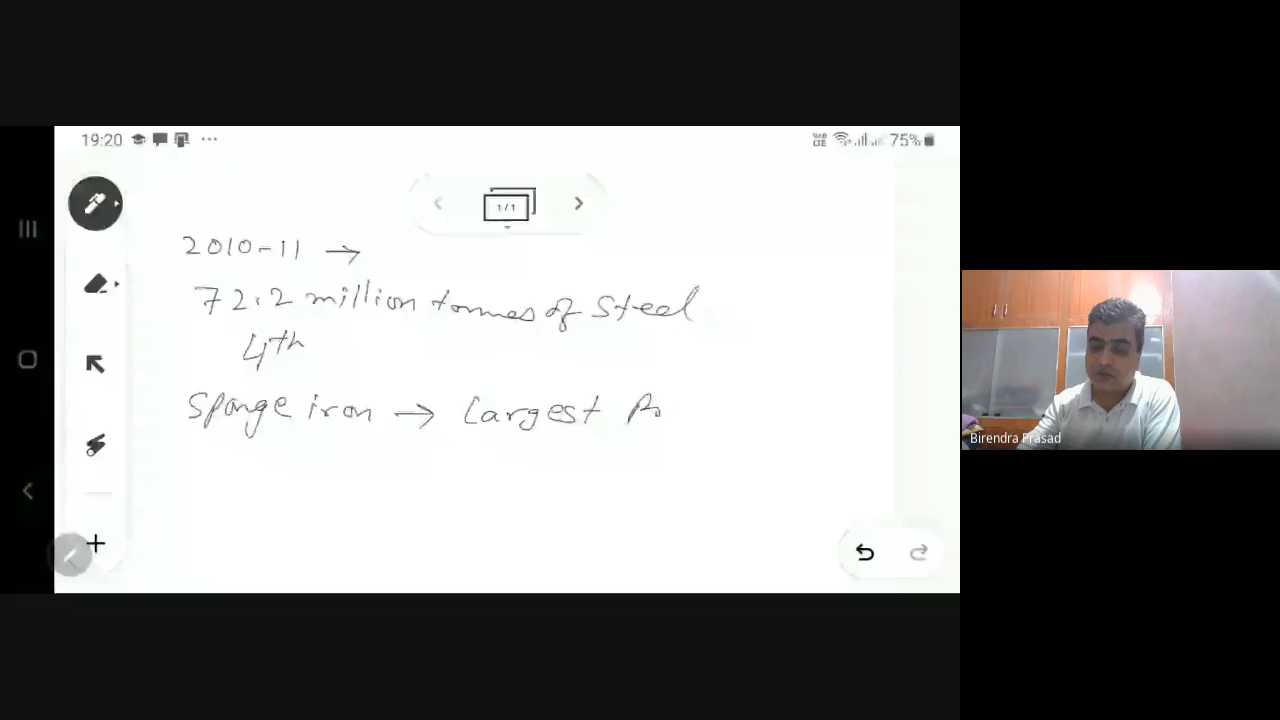 19:20 ... 75%
1/1
2010-11 →
72.2 million tonnes of Steel
4th
Sponge iron → Largest
Birendra Prasad